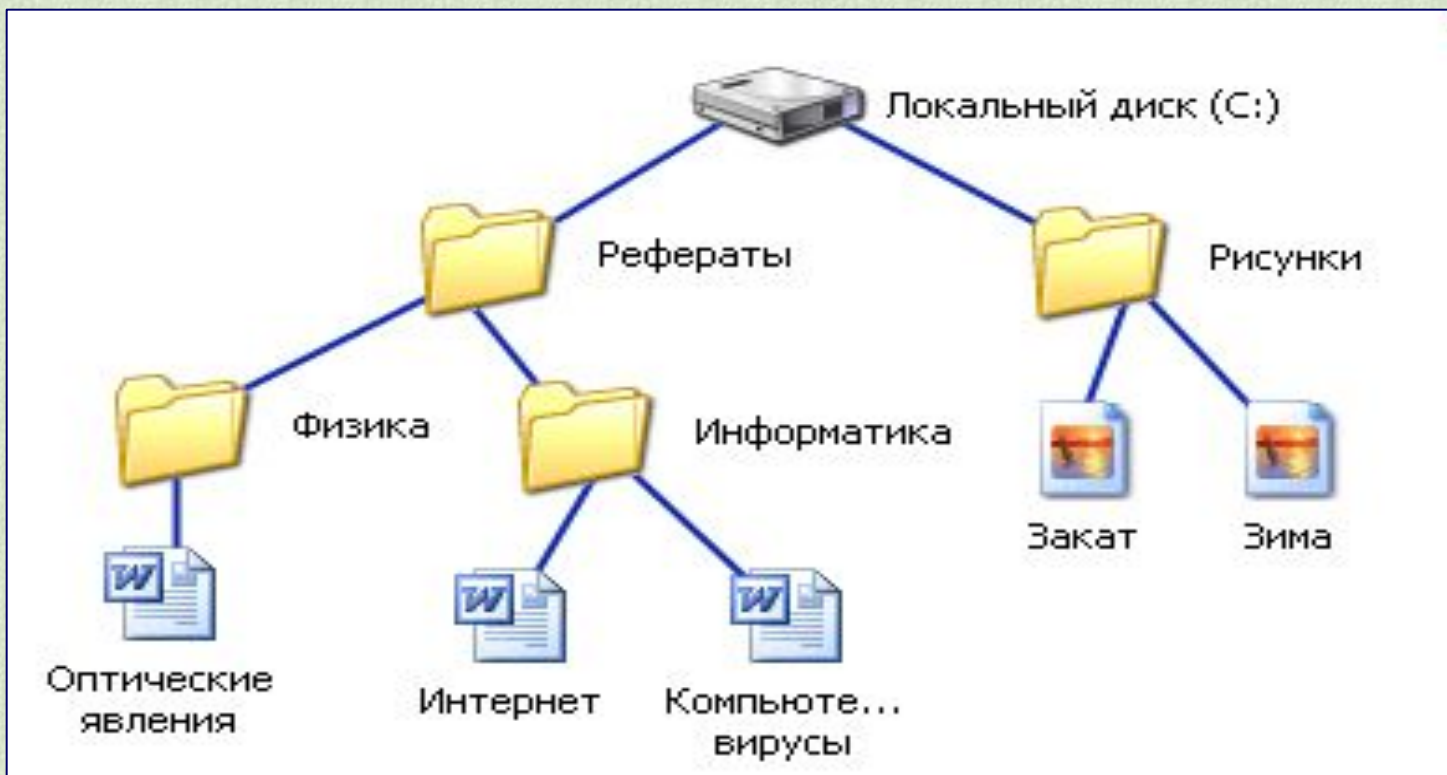 Локальный диск (C:)
Рефераты
Рисунки
Физика
Информатика
Закат
Зима
Оптические
явления
Интернет
Компьюте...
вирусы